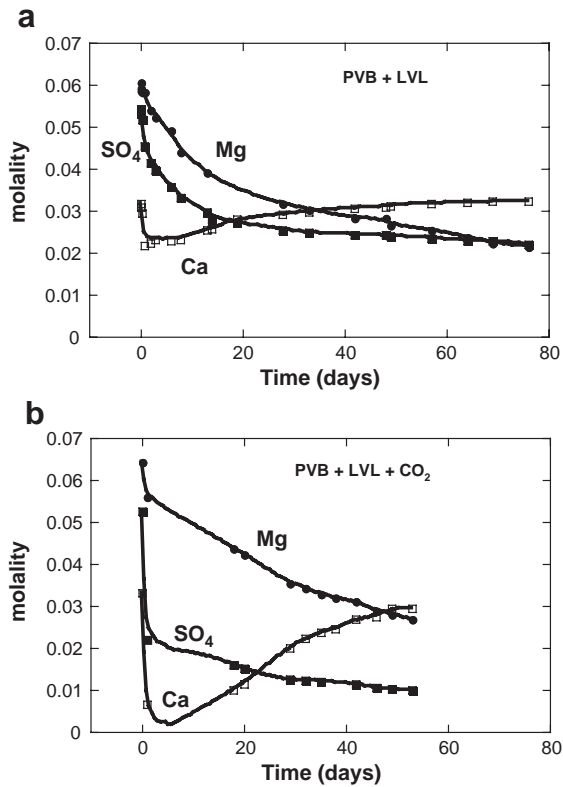 a
0.07
PVB + LVL
0.06
0.05
SO4
Mg
molality
0.04
0.03
0.02
Ca
0.01
0
0 20 40 60 80
Time (days)
b
0.07
PVB + LVL + CO2
0.06
0.05
Mg
molality
0.04
0.03
SO4
0.02
0.01
Ca
0
0 20 40 60 80
Time (days)